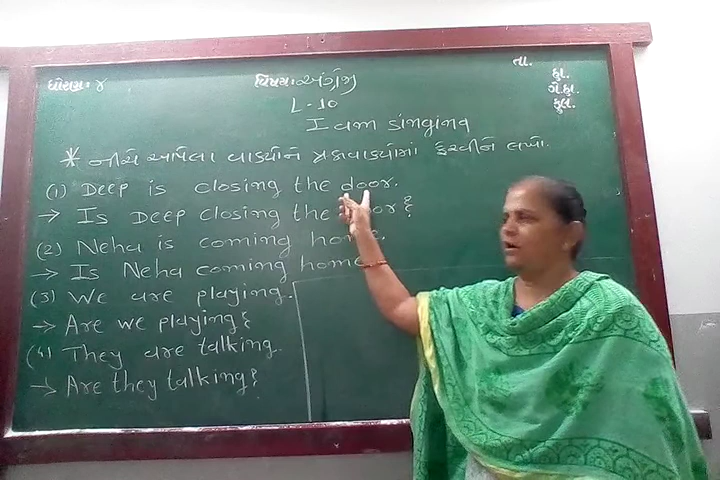 તા.
ધોરણ: ૪ વિષય: અંગ્રેજી હા.
ગે.હા.
કુલ.
L - 10
I am singing
* નીચે આપેલા વાક્યોને પ્રશ્નવાક્યોમાં ફેરવીને લખો.
(1) Deep is closing the door.
→ Is Deep closing the door?
(2) Neha is coming home.
→ Is Neha coming home
(3) We are playing.
→ Are we playing?
(4) They are talking.
→ Are they talking?